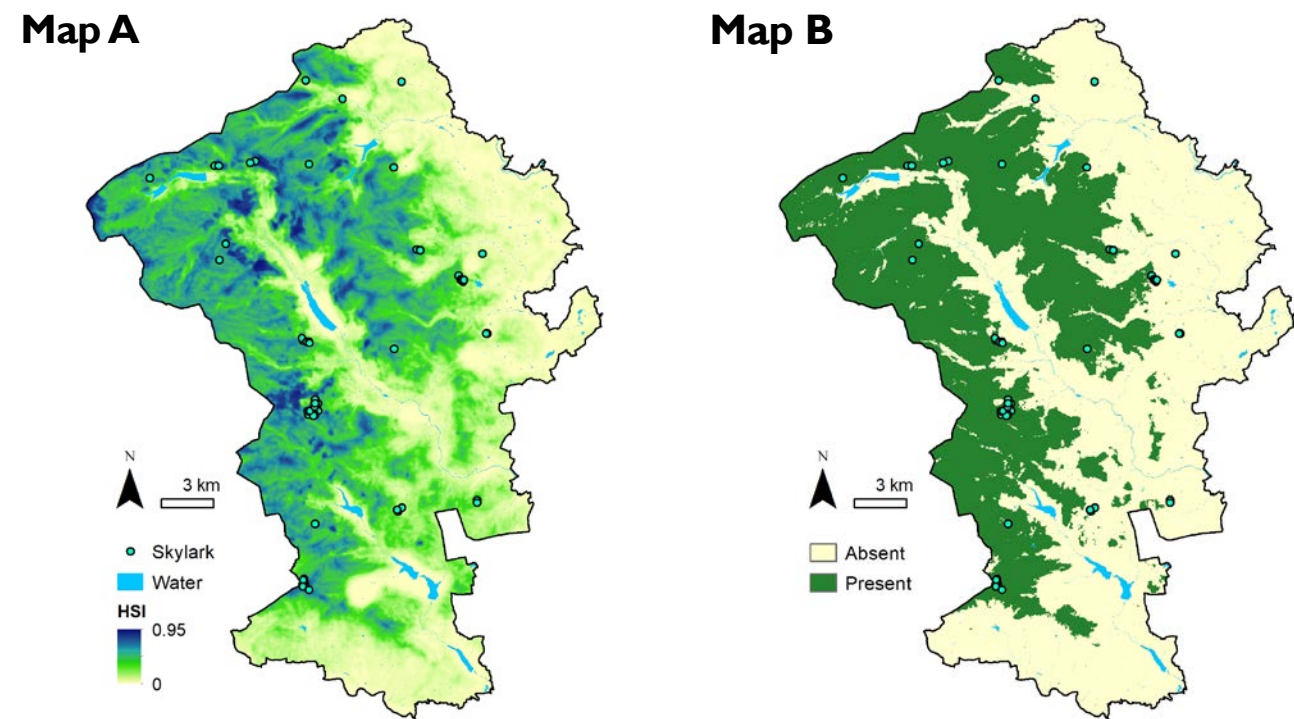 Map A
N
3 km
Skylark
Water
HSI
0.95
0
Map B
N
3 km
Absent
Present